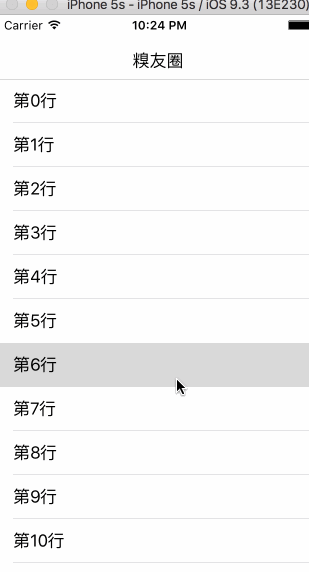 iPhone 5s - iPhone 5s / iOS 9.3 (13E230)
Carrier 10:24 PM
糗友圈
第0行
第1行
第2行
第3行
第4行
第5行
第6行
第7行
第8行
第9行
第10行